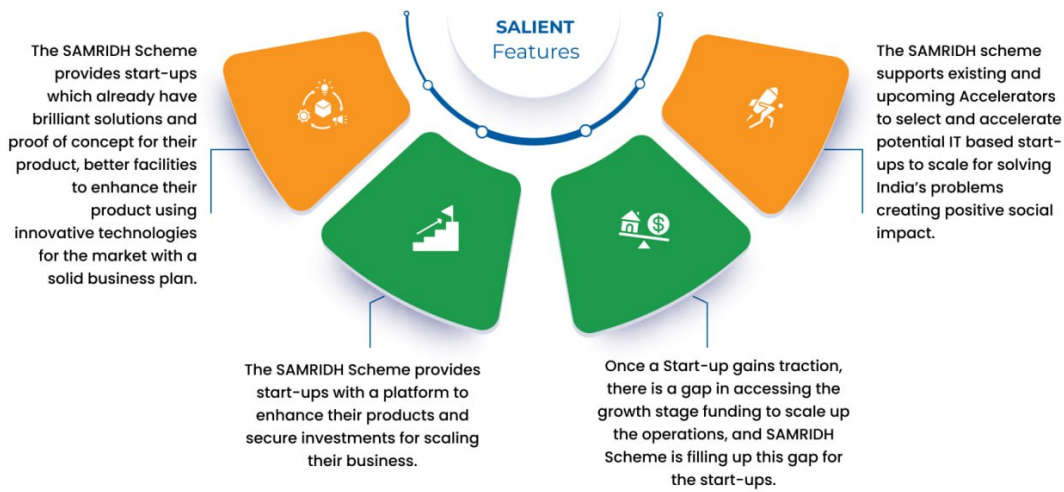 SALIENT
Features
The SAMRIDH Scheme
provides start-ups
which already have
brilliant solutions and
proof of concept for their
product, better facilities
to enhance their
product using
innovative technologies
for the market with a
solid business plan.
The SAMRIDH Scheme provides
start-ups with a platform to
enhance their products and
secure investments for scaling
their business.
Once a Start-up gains traction,
there is a gap in accessing the
growth stage funding to scale up
the operations, and SAMRIDH
Scheme is filling up this gap for
the start-ups.
The SAMRIDH scheme
supports existing and
upcoming Accelerators
to select and accelerate
potential IT based start-
ups to scale for solving
India's problems
creating positive social
impact.